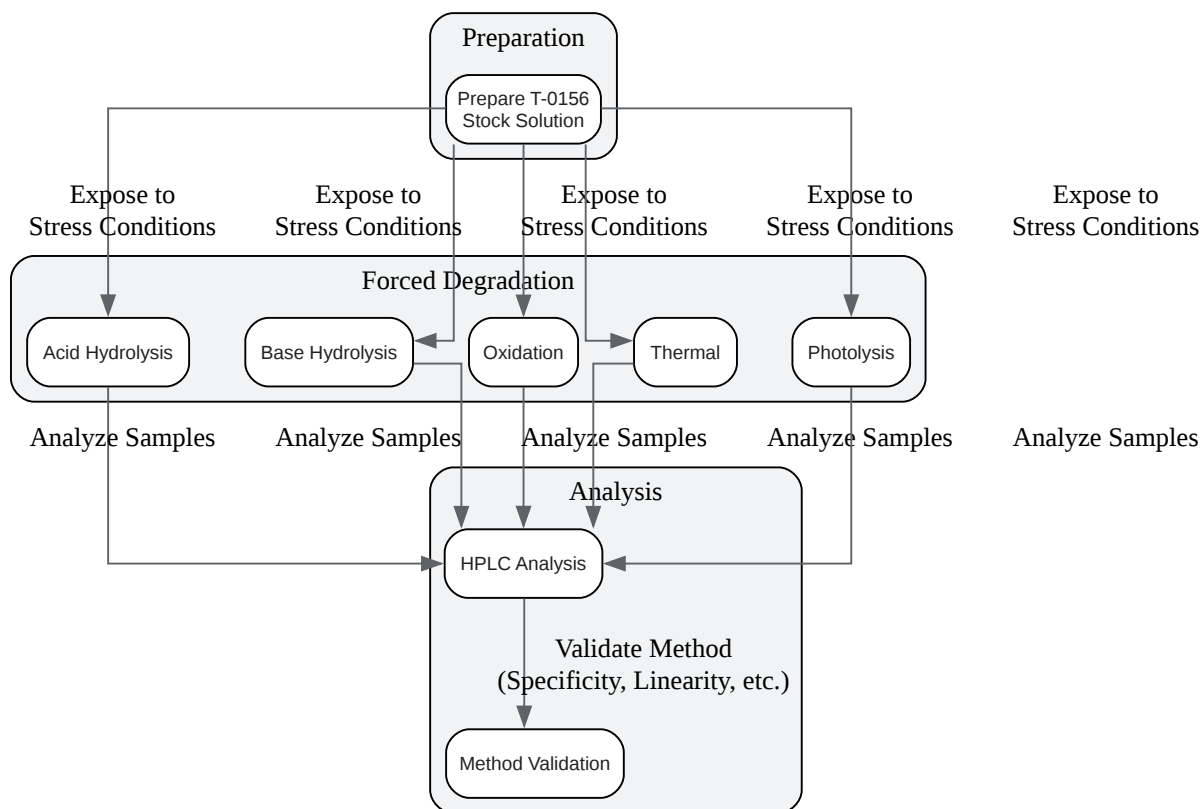 Preparation
Prepare T-0156
Stock Solution
Expose to
Stress Conditions
Expose to
Stress Conditions
Expose to
Stress Conditions
Expose to
Stress Conditions
Expose to
Stress Conditions
Forced Degradation
Acid Hydrolysis
Base Hydrolysis
Oxidation
Thermal
Photolysis
Analyze Samples
Analyze Samples
Analyze Samples
Analyze Samples
Analyze Samples
Analysis
HPLC Analysis
Validate Method
(Specificity, Linearity, etc.)
Method Validation